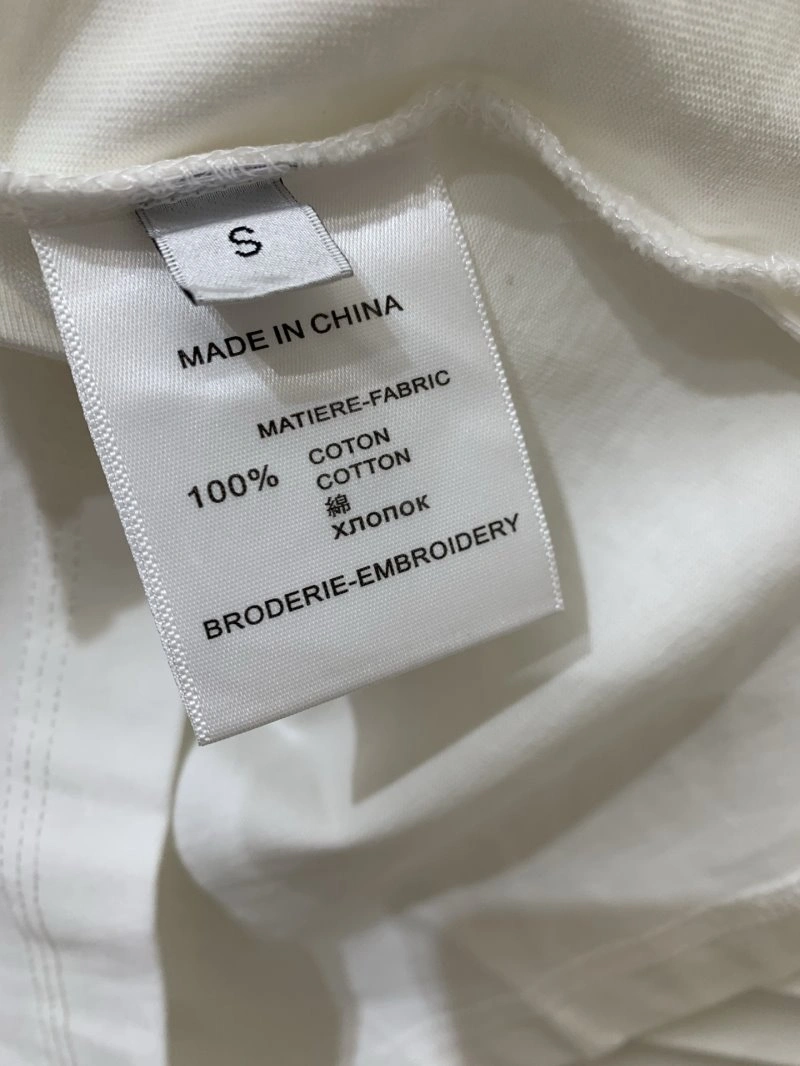 S
MADE IN CHINA
MATIERE-FABRIC
100% COTON
COTTON
綿
хлопок
BRODERIE-EMBROIDERY